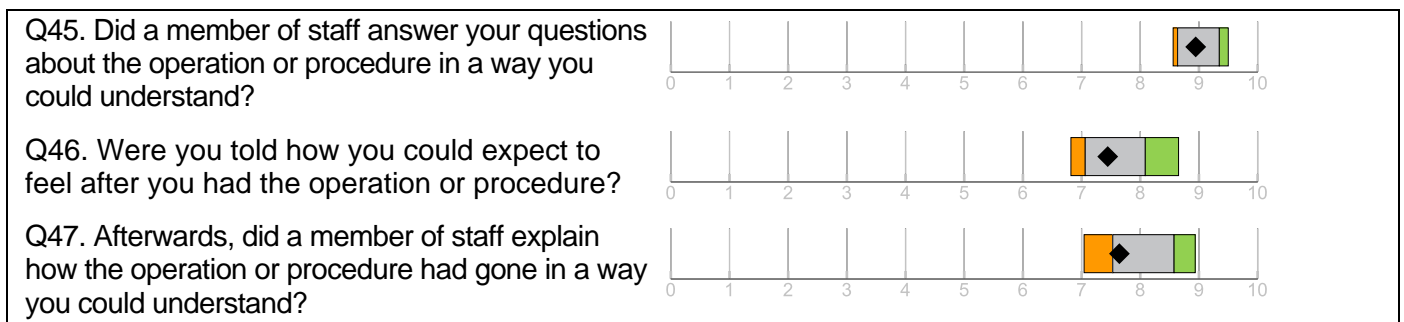 Q45. Did a member of staff answer your questions
about the operation or procedure in a way you
could understand?
0 1 2 3 4 5 6 7 8 9 10
Q46. Were you told how you could expect to
feel after you had the operation or procedure?
0 1 2 3 4 5 6 7 8 9 10
Q47. Afterwards, did a member of staff explain
how the operation or procedure had gone in a way
you could understand?
0 1 2 3 4 5 6 7 8 9 10